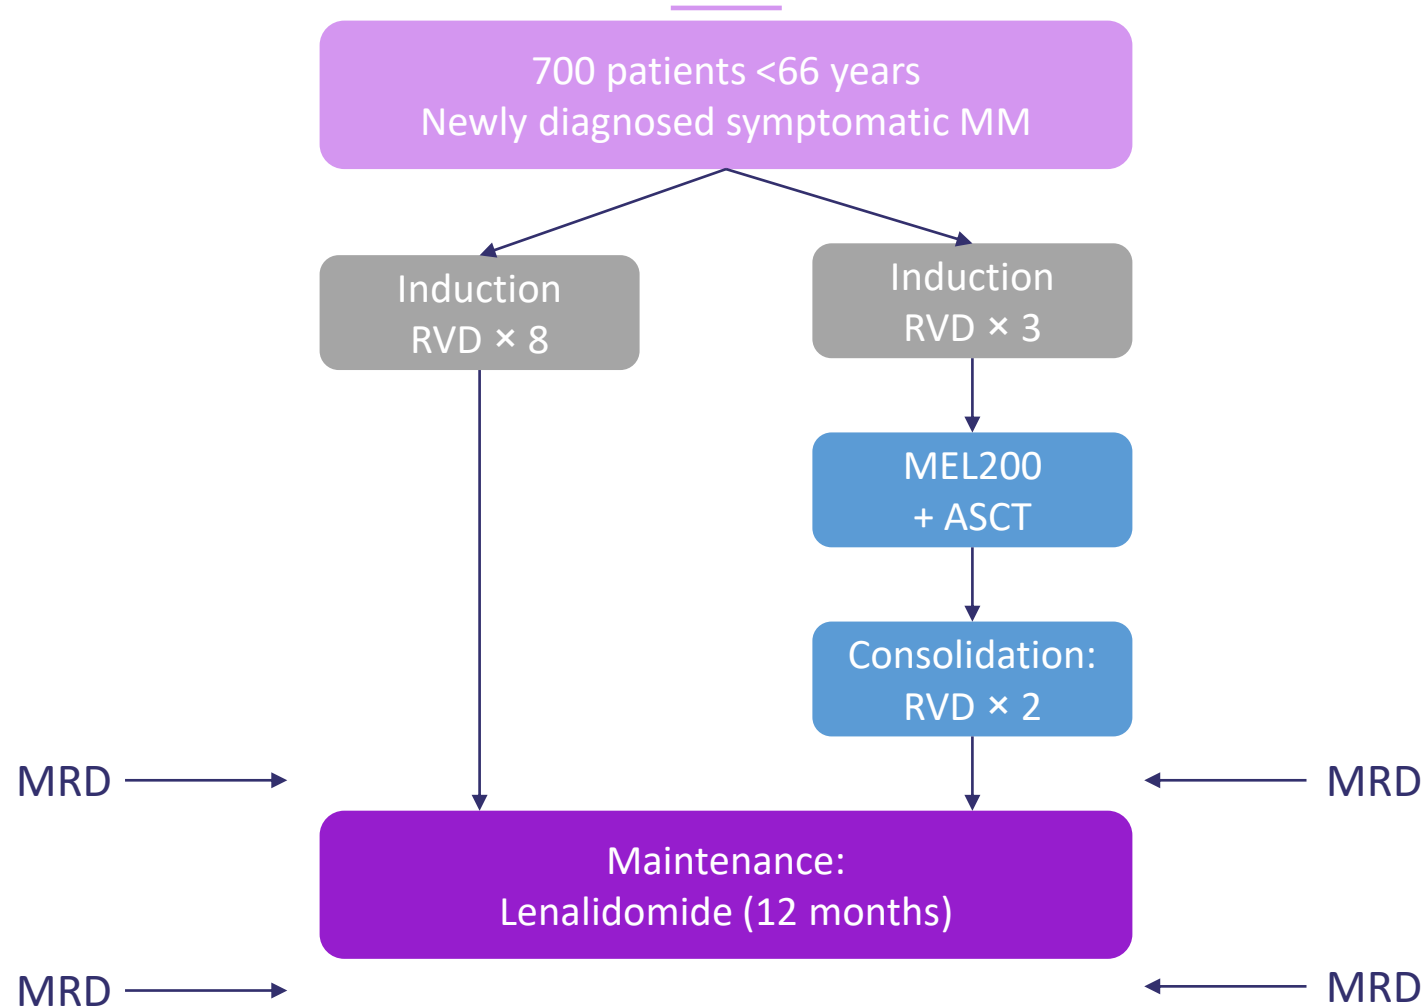 700 patients <66 years
Newly diagnosed symptomatic MM
Induction
RVD × 8
Induction
RVD × 3
MEL200
+ ASCT
Consolidation:
RVD × 2
MRD
MRD
Maintenance:
Lenalidomide (12 months)
MRD
MRD